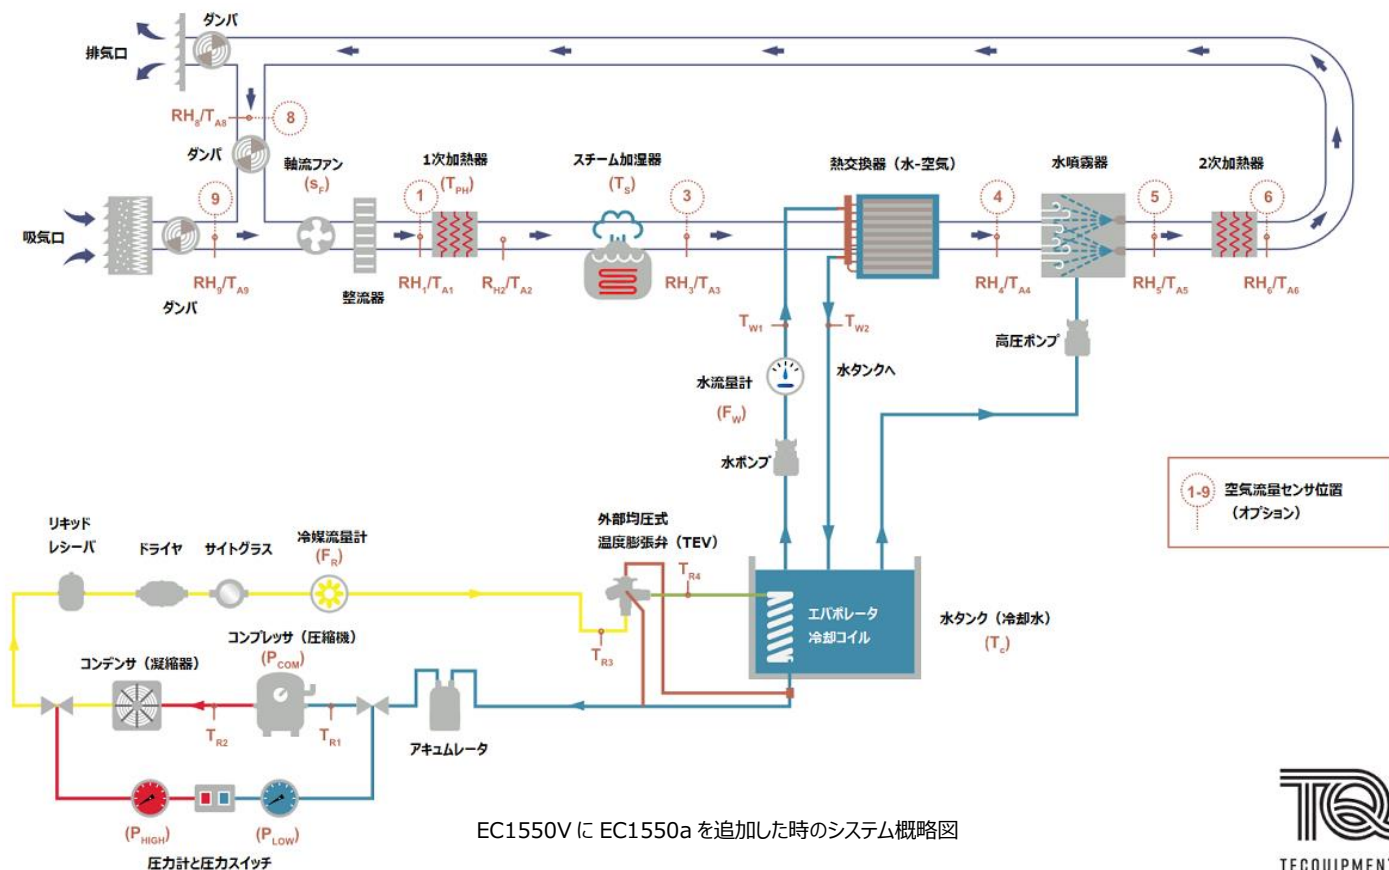 ダンパ
排気口
RH8/TA8
8
ダンパ
軸流ファン
(SF)
1次加熱器
(TPH)
スチーム加湿器
(TS)
熱交換器（水-空気）
水噴霧器
2次加熱器
9
1
3
4
5
6
吸気口
RH9/TA9
ダンパ
整流器
RH1/TA1
RH2/TA2
RH3/TA3
RH4/TA4
RH5/TA5
RH6/TA6
TW1
TW2
高圧ポンプ
水流量計
(FW)
水タンクへ
水ポンプ
1-9
空気流量センサ位置
（オプション）
リキッド
レシーバ
ドライヤ
サイトグラス
冷媒流量計
(FR)
外部均圧式
温度膨張弁（TEV）
TR4
エバポレータ
冷却コイル
水タンク（冷却水）
(Tc)
TR3
コンプレッサ（圧縮機）
(PCOM)
コンデンサ（凝縮器）
TR2
TR1
アキュムレータ
(PHIGH)
(PLOW)
圧力計と圧力スイッチ
EC1550V に EC1550a を追加した時のシステム概略図
TQ
TECQUIPMENT